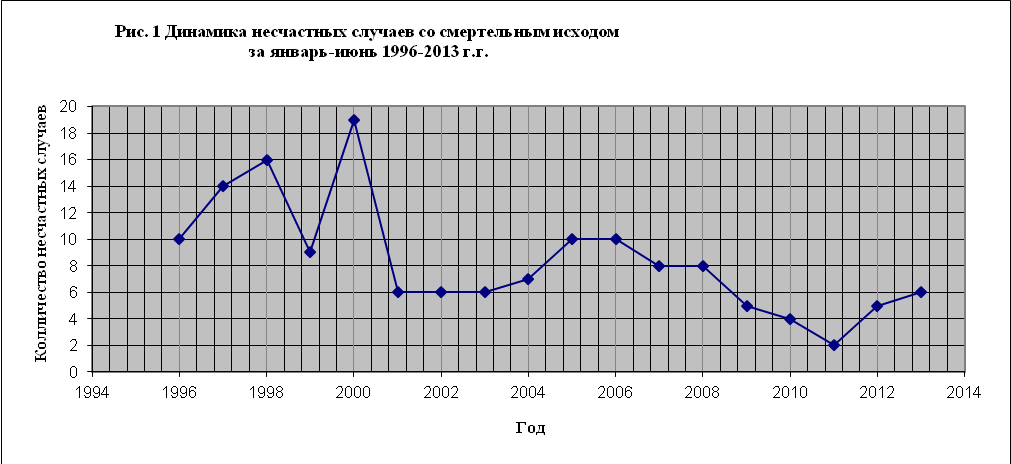 Рис. 1 Динамика несчастных случаев со смертельным исходом
за январь-июнь 1996-2013 г.г.
Колличество несчастных случаев
20
18
16
14
12
10
8
6
4
2
0
1994 1996 1998 2000 2002 2004 2006 2008 2010 2012 2014
Год